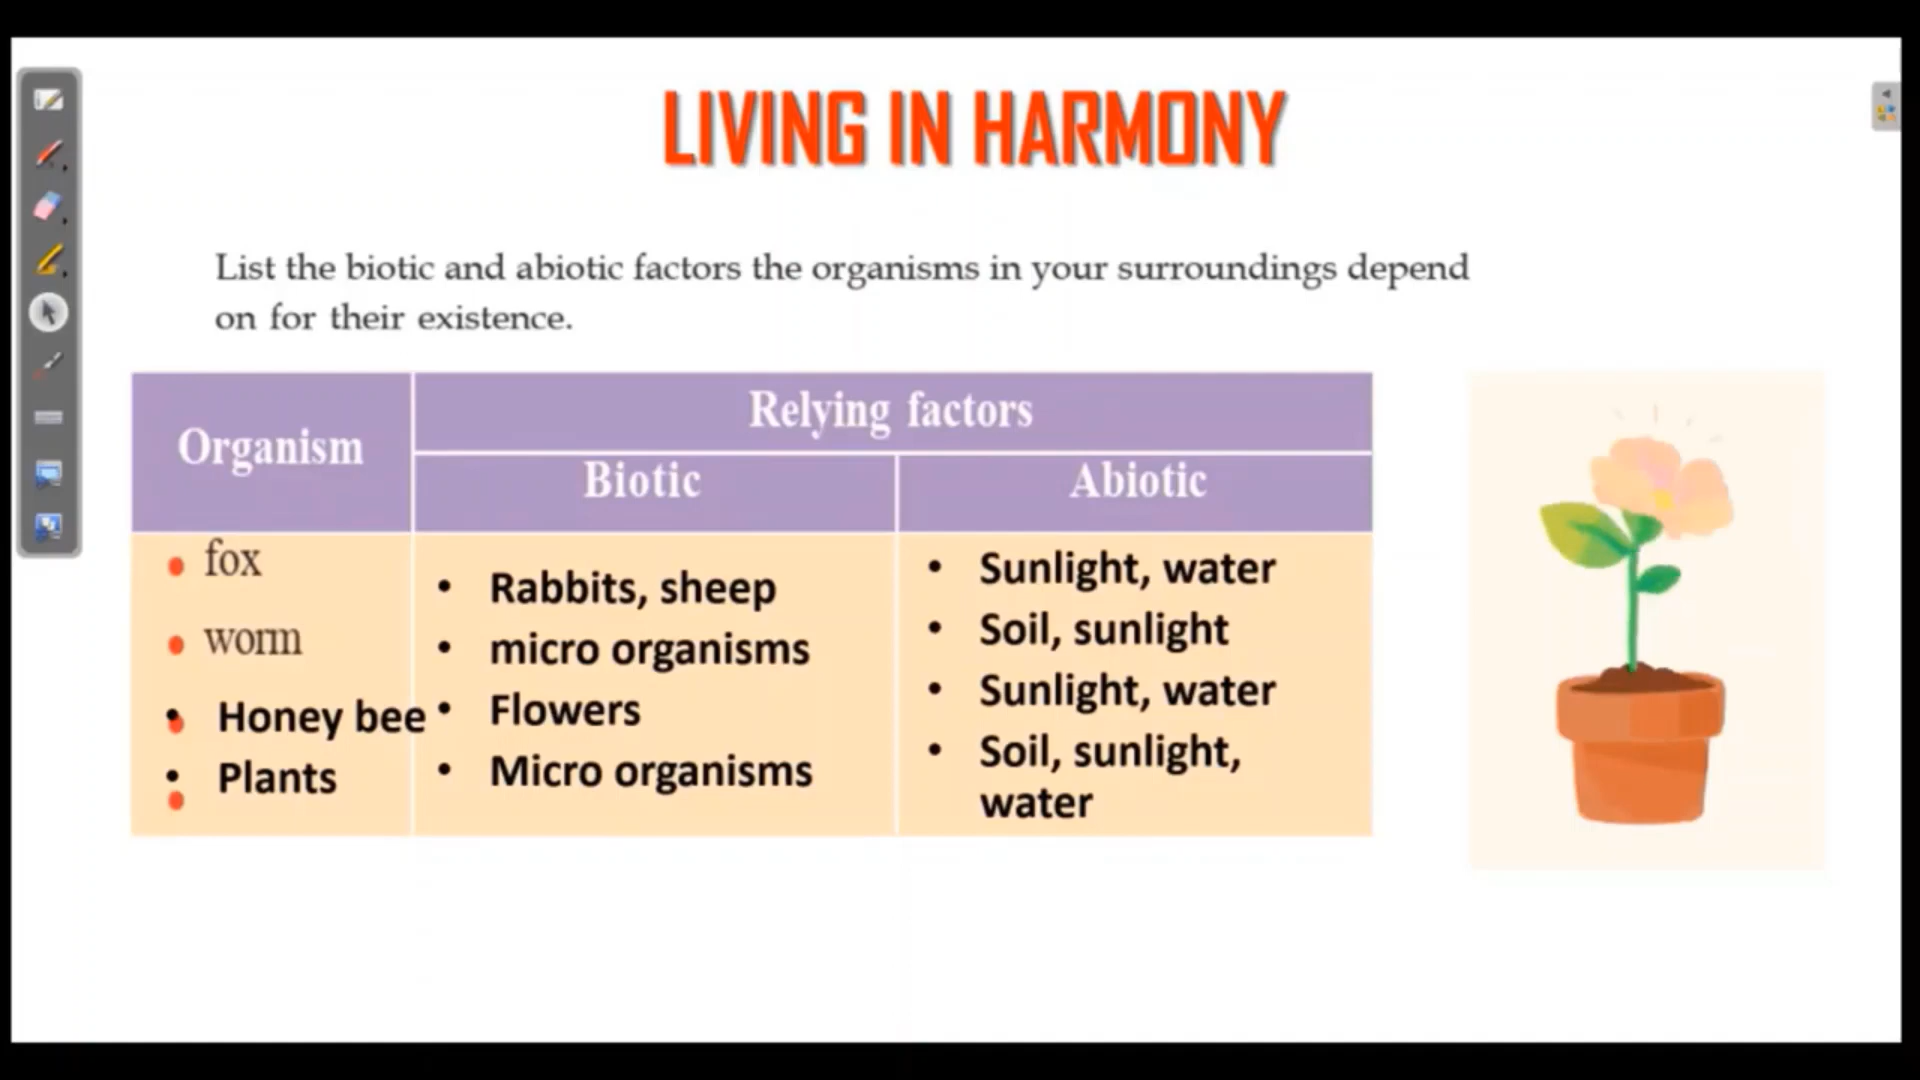 LIVING IN HARMONY
List the biotic and abiotic factors the organisms in your surroundings depend
on for their existence.
Organism
Relying factors
Biotic
Abiotic
• fox
• worm
• Honey bee
• Plants
• Rabbits, sheep
• micro organisms
• Flowers
• Micro organisms
• Sunlight, water
• Soil, sunlight
• Sunlight, water
• Soil, sunlight,
water